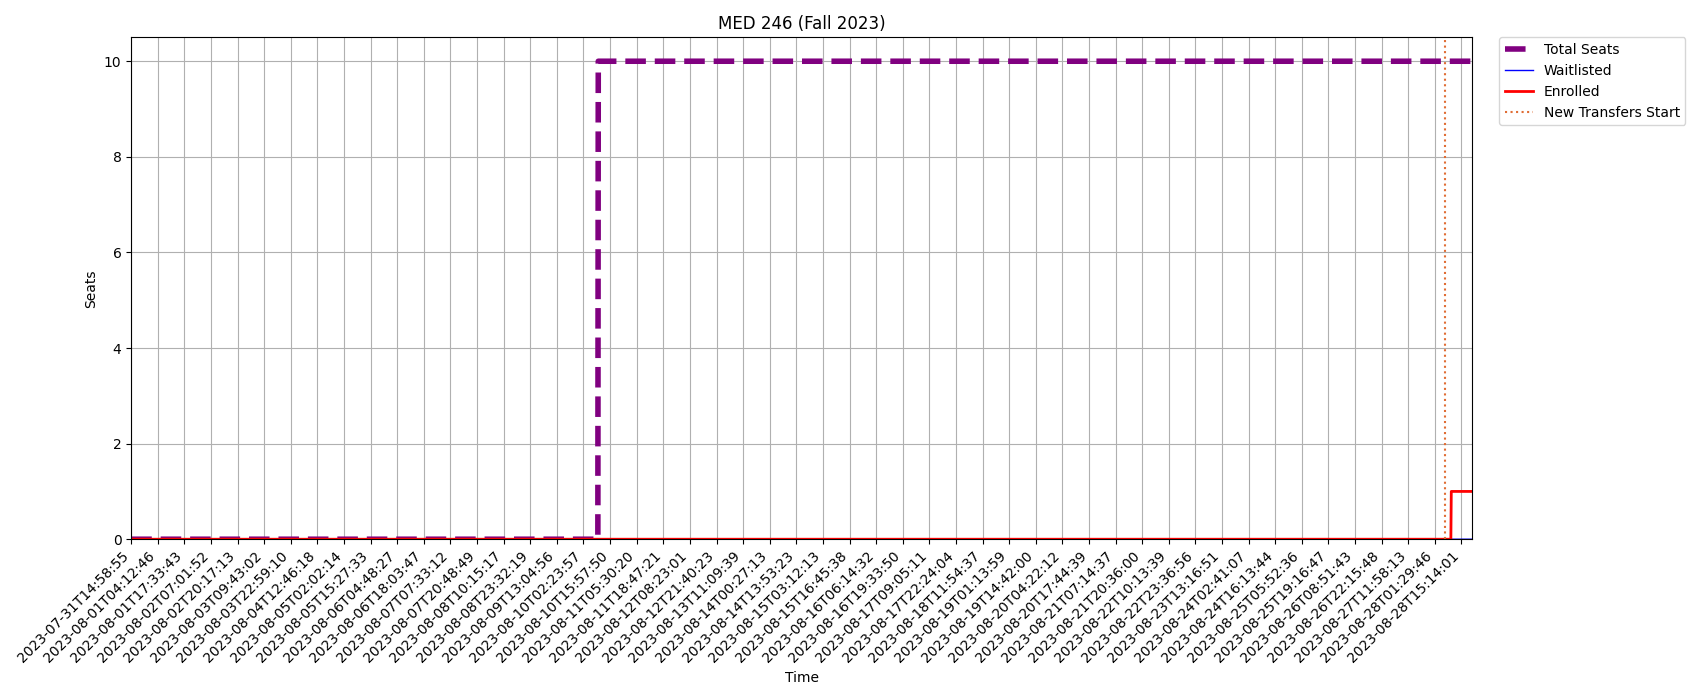 MED 246 (Fall 2023)
Total Seats
Waitlisted
Enrolled
New Transfers Start
10
8
6
4
2
0
Seats
2023-07-31T14:58:55
2023-08-01T04:12:46
2023-08-01T17:33:43
2023-08-02T07:01:52
2023-08-02T20:17:13
2023-08-03T09:43:02
2023-08-03T22:59:10
2023-08-04T12:46:18
2023-08-05T02:02:14
2023-08-05T15:27:33
2023-08-06T04:48:27
2023-08-06T18:03:47
2023-08-07T07:33:12
2023-08-07T20:48:49
2023-08-08T10:15:17
2023-08-08T23:32:19
2023-08-09T13:04:56
2023-08-10T02:23:57
2023-08-10T15:57:50
2023-08-11T05:30:20
2023-08-11T18:47:21
2023-08-12T08:23:01
2023-08-12T21:40:23
2023-08-13T11:09:39
2023-08-14T00:27:13
2023-08-14T13:53:23
2023-08-15T03:12:13
2023-08-15T16:45:38
2023-08-16T06:14:32
2023-08-16T19:33:50
2023-08-17T09:05:11
2023-08-17T22:24:04
2023-08-18T11:54:37
2023-08-19T01:13:59
2023-08-19T14:42:00
2023-08-20T04:22:12
2023-08-20T17:44:39
2023-08-21T07:14:37
2023-08-21T20:36:00
2023-08-22T10:13:39
2023-08-22T23:36:56
2023-08-23T13:16:51
2023-08-24T02:41:07
2023-08-24T16:13:44
2023-08-25T05:52:36
2023-08-25T19:16:47
2023-08-26T08:51:43
2023-08-26T22:15:48
2023-08-27T11:58:13
2023-08-28T01:29:46
2023-08-28T15:14:01
Time